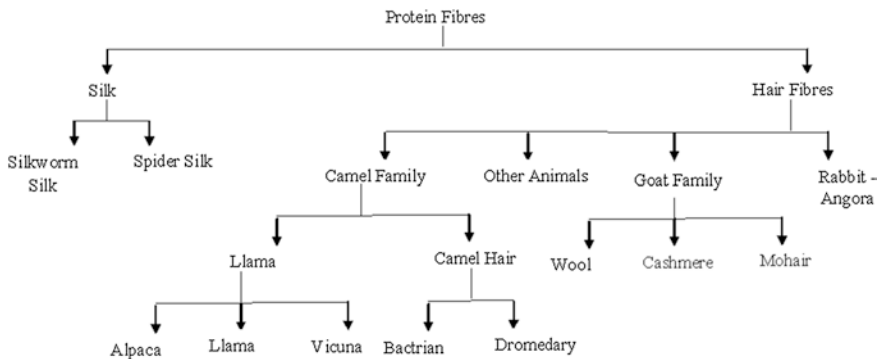 Protein Fibres
Silk
Hair Fibres
Silkworm
Silk
Spider Silk
Camel Family
Other Animals
Goat Family
Rabbit -
Angora
Llama
Camel Hair
Wool
Cashmere
Mohair
Alpaca
Llama
Vicuna
Bactrian
Dromedary